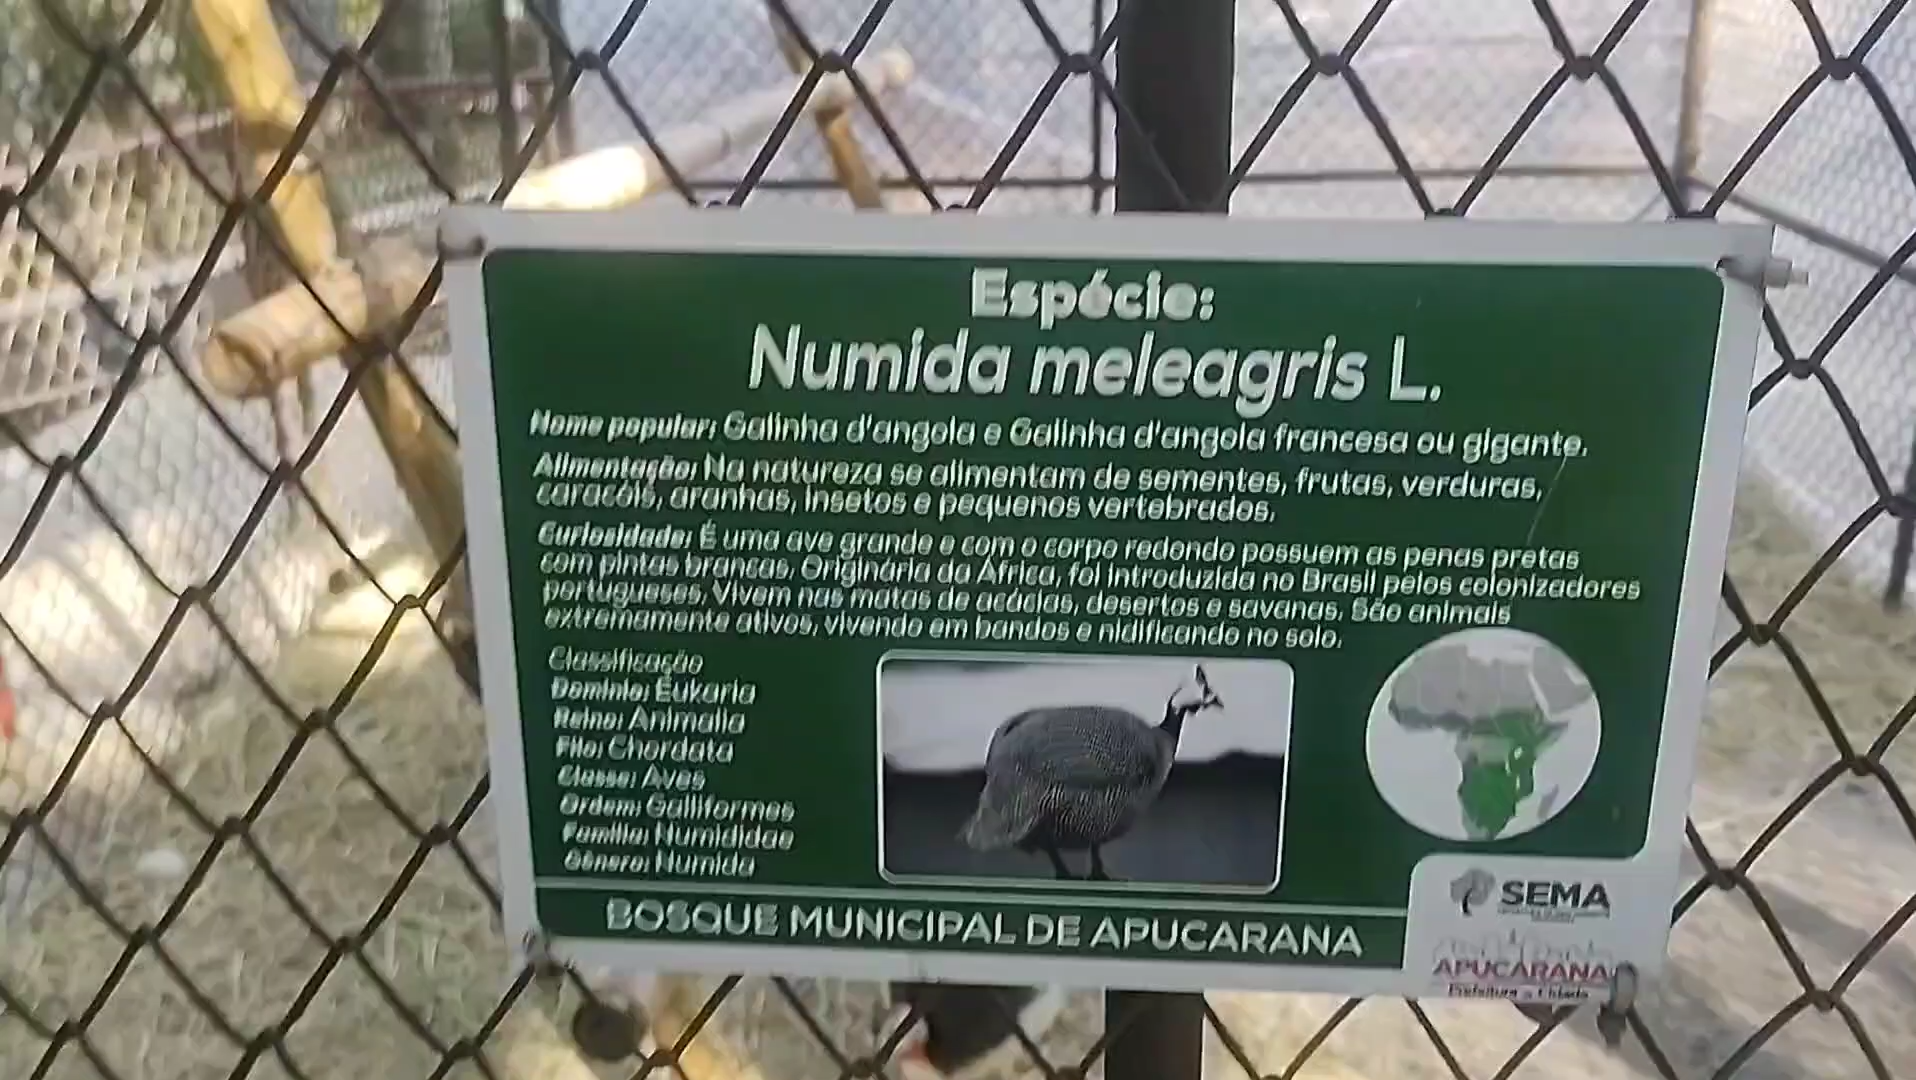 Espécie:
Numida meleagris L.
Nome popular: Galinha d'angola e Galinha d'angola francesa ou gigante.
Alimentação: Na natureza se alimentam de sementes, frutas, verduras,
caracóis, aranhas, insetos e pequenos vertebrados.
Curiosidade: É uma ave grande e com o corpo redondo possuem as penas pretas
com pintas brancas. Originária da África, foi introduzida no Brasil pelos colonizadores
portugueses. Vivem nas matas de acácias, desertos e savanas. São animais
extremamente ativos, vivendo em bandos e nidificando no solo.
Classificação
Domínio: Eukaria
Reino: Animalia
Filo: Chordata
Classe: Aves
Ordem: Galliformes
Família: Numididae
Gênero: Numida
BOSQUE MUNICIPAL DE APUCARANA
SEMA
APUCARANA
Prefeitura da Cidade